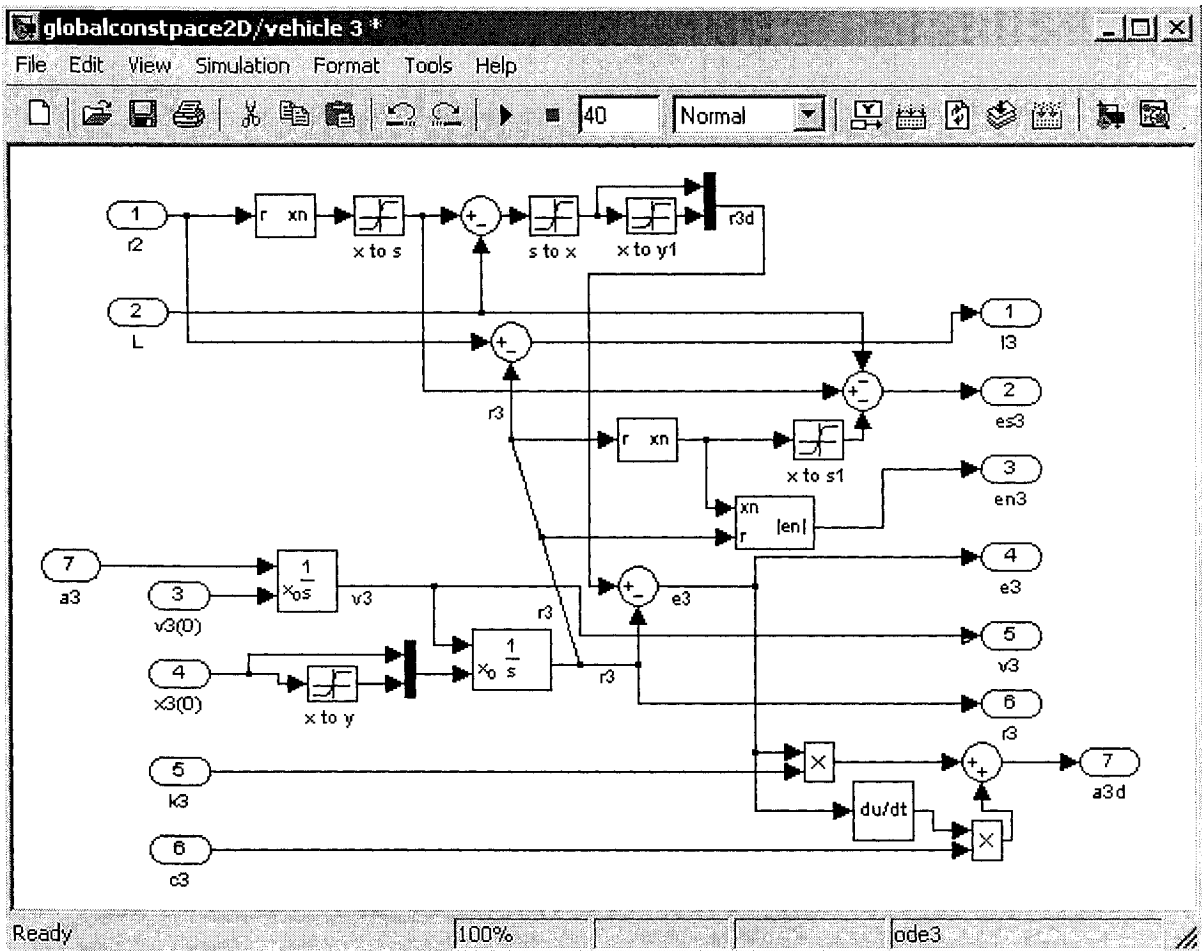 globalconstpace2D/vehicle 3 *
File Edit View Simulation Format Tools Help
40 Normal
1
r2
r xn
x to s
+ -
s to x
x to y1
r3d
2
L
+ -
1
l3
r3
+ - -
2
es3
r xn
x to s1
3
en3
xn
r
|en|
7
a3
1
xo s
v3
3
v3(0)
r3
+ -
e3
4
e3
5
v3
4
x3(0)
x to y
1
xo s
r3
6
r3
5
k3
×
+ +
7
a3d
du/dt
×
6
c3
Ready 100% ode3